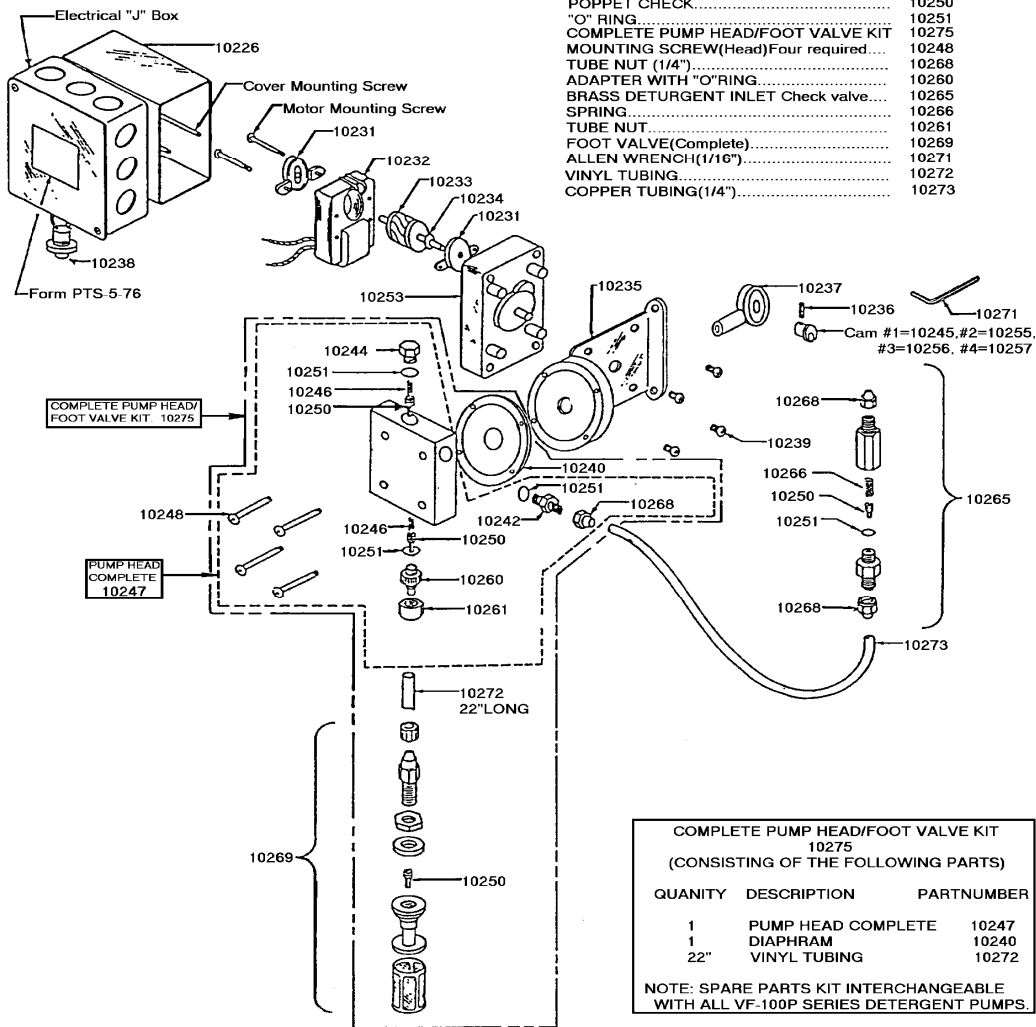 POPPET CHECK.................................... 10250
"O" RING.............................................. 10251
COMPLETE PUMP HEAD/FOOT VALVE KIT 10275
MOUNTING SCREW(Head)Four required.... 10248
TUBE NUT (1/4")..................................... 10268
ADAPTER WITH "O"RING........................ 10260
BRASS DETURGENT INLET Check valve.... 10265
SPRING................................................ 10266
TUBE NUT............................................ 10261
FOOT VALVE(Complete)......................... 10269
ALLEN WRENCH(1/16")......................... 10271
VINYL TUBING....................................... 10272
COPPER TUBING(1/4")........................... 10273
Electrical "J" Box
10226
Cover Mounting Screw
Motor Mounting Screw
10231
10232
10233
10234
10231
10238
Form PTS-5-76
10253
10235
10237
10236
10271
Cam #1=10245,#2=10255,
#3=10256, #4=10257
10244
10251
10246
10250
COMPLETE PUMP HEAD/
FOOT VALVE KIT. 10275
10268
10239
10240
10266
10265
10251
10250
10242
10268
10251
10248
10246
10250
10251
PUMP HEAD
COMPLETE
10247
10260
10261
10268
10273
10272
22"LONG
10269
10250
COMPLETE PUMP HEAD/FOOT VALVE KIT
10275
(CONSISTING OF THE FOLLOWING PARTS)
QUANITY DESCRIPTION PARTNUMBER
1 PUMP HEAD COMPLETE 10247
1 DIAPHRAM 10240
22" VINYL TUBING 10272
NOTE: SPARE PARTS KIT INTERCHANGEABLE
WITH ALL VF-100P SERIES DETERGENT PUMPS.